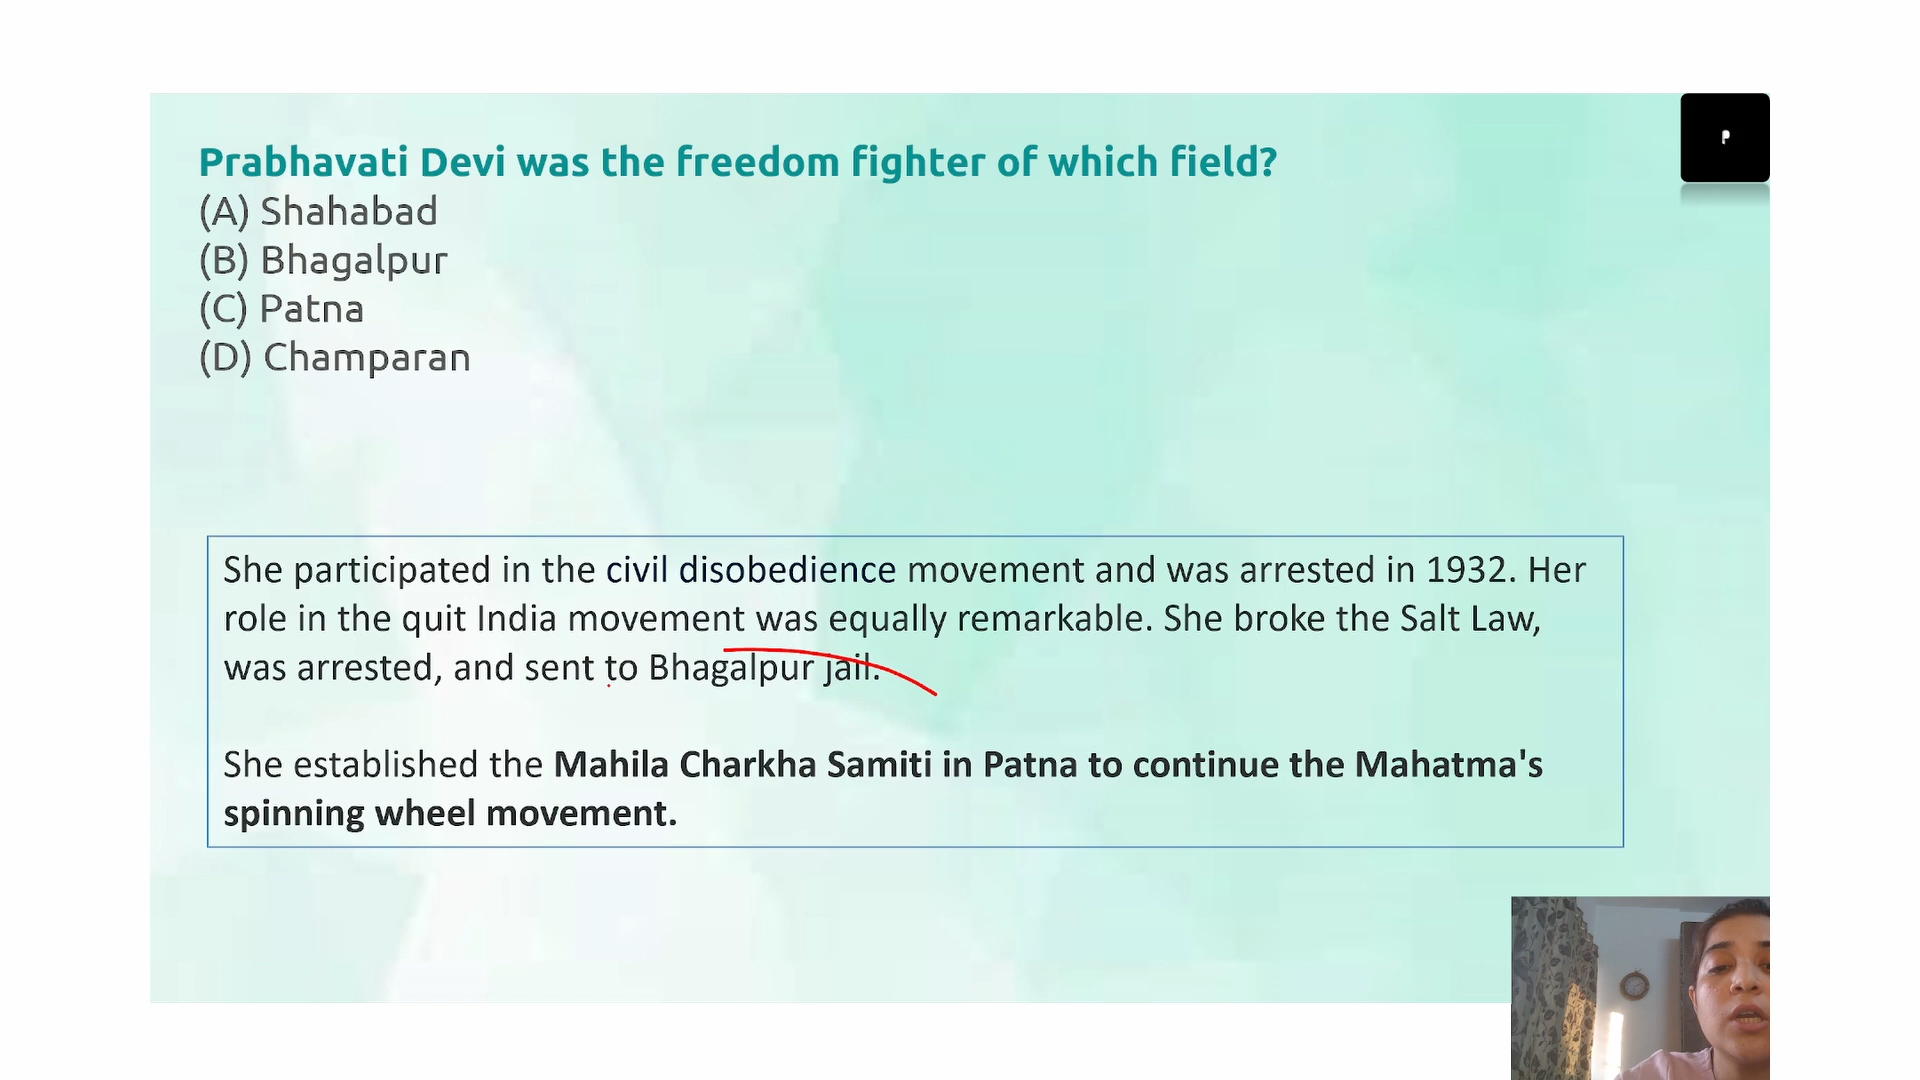 Prabhavati Devi was the freedom fighter of which field?
(A) Shahabad
(B) Bhagalpur
(C) Patna
(D) Champaran
P
She participated in the civil disobedience movement and was arrested in 1932. Her
role in the quit India movement was equally remarkable. She broke the Salt Law,
was arrested, and sent to Bhagalpur jail.
She established the Mahila Charkha Samiti in Patna to continue the Mahatma's
spinning wheel movement.